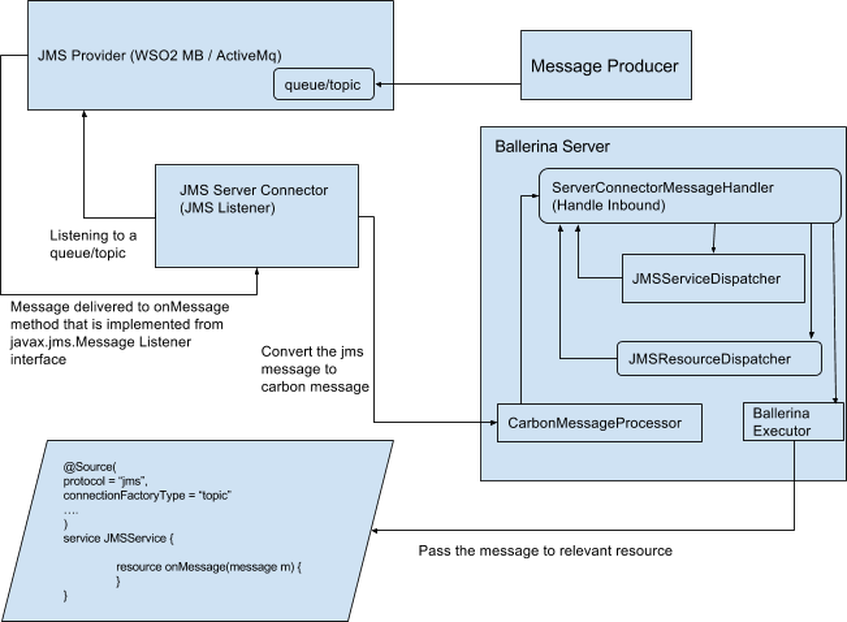 JMS Provider (WSO2 MB / ActiveMq)
queue/topic
Message Producer
Ballerina Server
ServerConnectorMessageHandler
(Handle Inbound)
JMS Server Connector
(JMS Listener)
Listening to a
queue/topic
JMSServiceDispatcher
Message delivered to onMessage
method that is implemented from
javax.jms.Message Listener
interface
Convert the jms
message to
carbon message
JMSResourceDispatcher
CarbonMessageProcessor
Ballerina
Executor
@Source(
protocol = “jms”,
connectionFactoryType = “topic”
….
)
service JMSService {
resource onMessage(message m) {
}
}
Pass the message to relevant resource